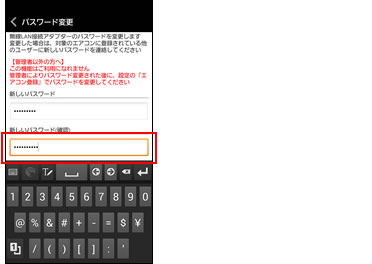 パスワード変更
無線LAN接続アダプターのパスワードを変更します
変更した場合は、対象のエアコンに登録されている他
のユーザーに新しいパスワードを連絡してください
【管理者以外の方へ】
この機能はご利用になれません
管理者によりパスワード変更された後に、設定の「エ
アコン登録」でパスワードを変更してください
新しいパスワード
•••••••••
新しいパスワード(確認)
••••••••••
1 2 3 4 5 6 7 8 9 0
@ % & # + - = $ ¥
/ ( ) [ ] : '